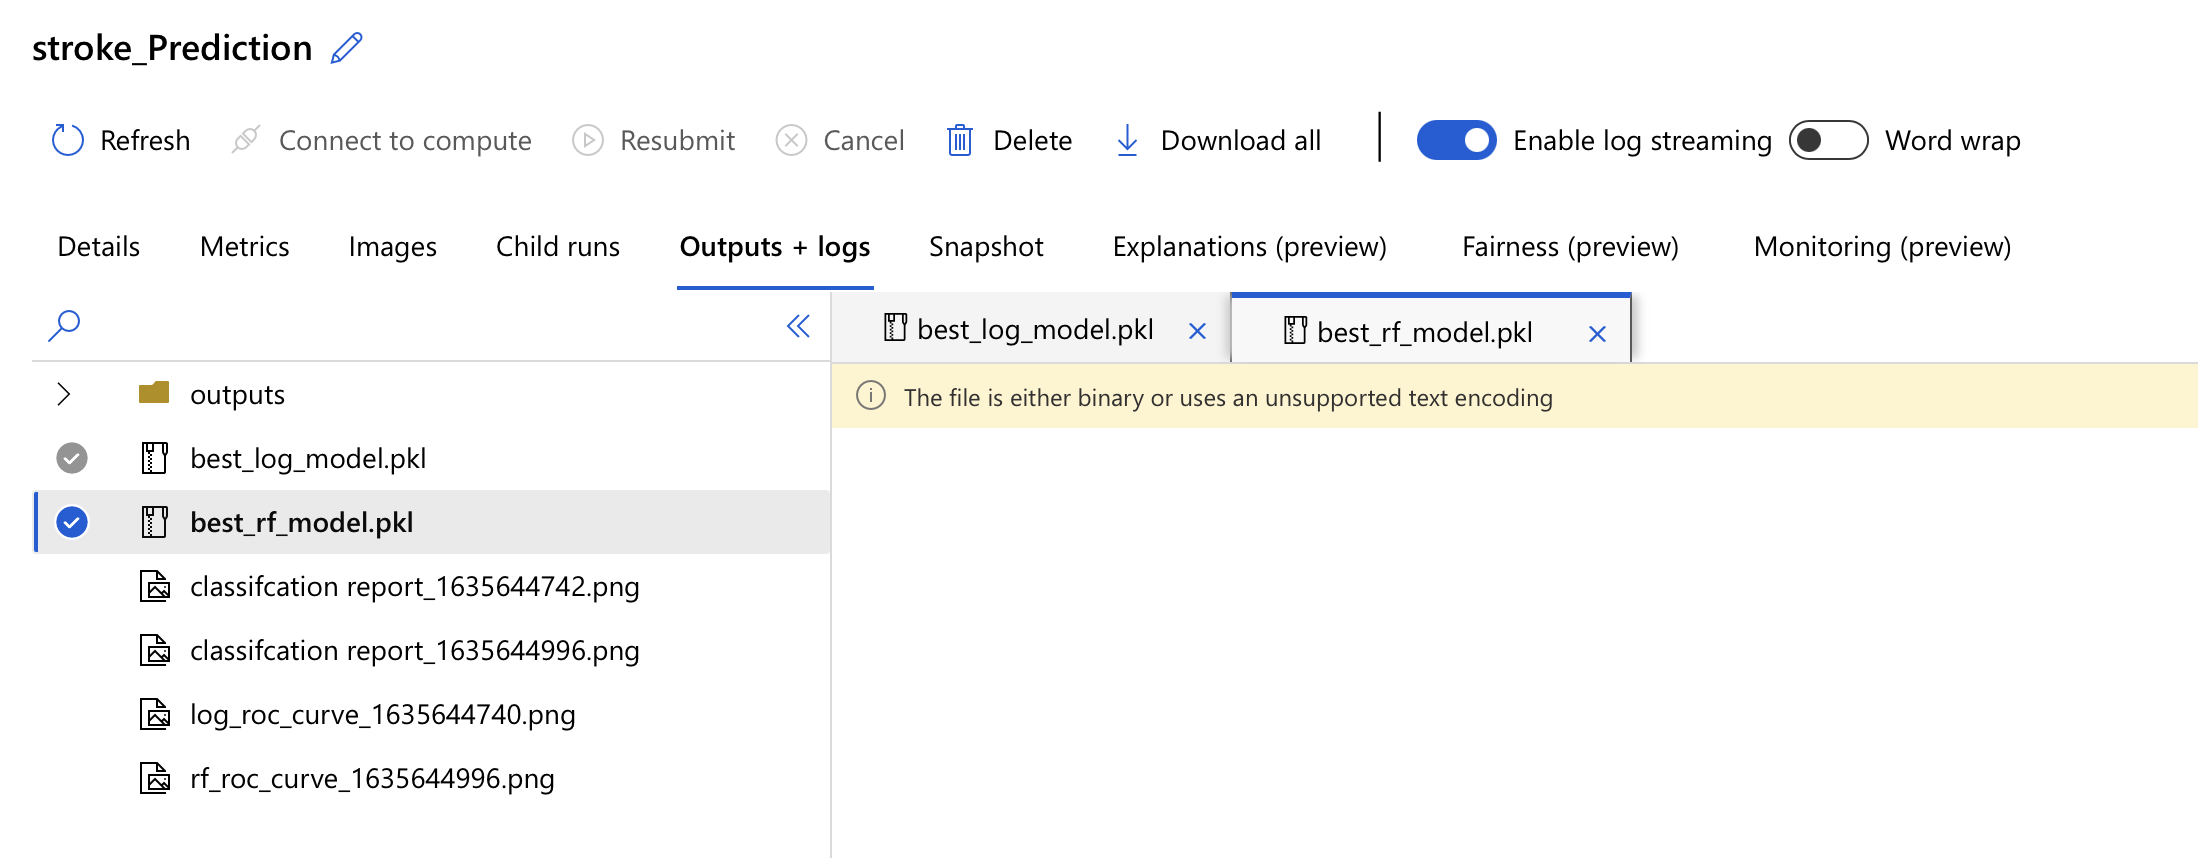 stroke_Prediction
Refresh Connect to compute Resubmit Cancel Delete Download all Enable log streaming Word wrap
Details Metrics Images Child runs Outputs + logs Snapshot Explanations (preview) Fairness (preview) Monitoring (preview)
best_log_model.pkl best_rf_model.pkl
The file is either binary or uses an unsupported text encoding
outputs
best_log_model.pkl
best_rf_model.pkl
classifcation report_1635644742.png
classifcation report_1635644996.png
log_roc_curve_1635644740.png
rf_roc_curve_1635644996.png